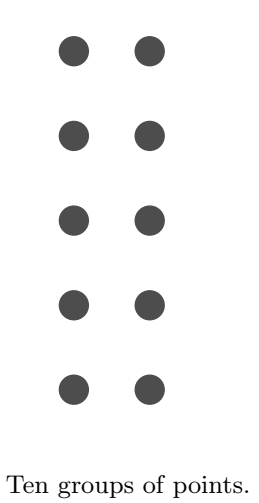 Ten groups of points.